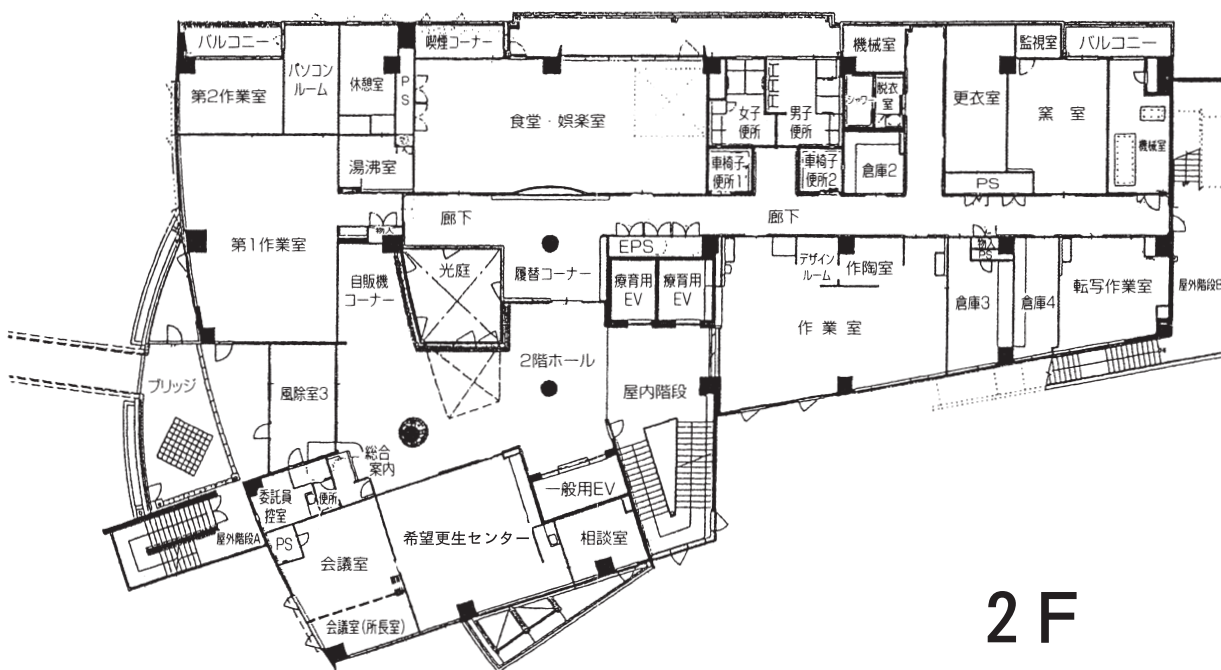 バルコニー
喫煙コーナー
機械室
監視室
バルコニー
第2作業室
パソコン
ルーム
休憩室
PS
食堂・娯楽室
女子
便所
男子
便所
シャワー
脱衣
室
更衣室
窯室
機械室
湯沸室
車椅子
便所1
車椅子
便所2
倉庫2
PS
廊下
廊下
第1作業室
物入
自販機
コーナー
光庭
履替コーナー
EPS
療育用
EV
療育用
EV
デザイン
ルーム
作陶室
物入
PS
倉庫3
倉庫4
転写作業室
屋外階段B
作業室
ブリッジ
風除室3
2階ホール
屋内階段
総合
案内
委託員
控室
便所
一般用EV
屋外階段A
PS
会議室
希望更生センター
相談室
会議室(所長室)
2F